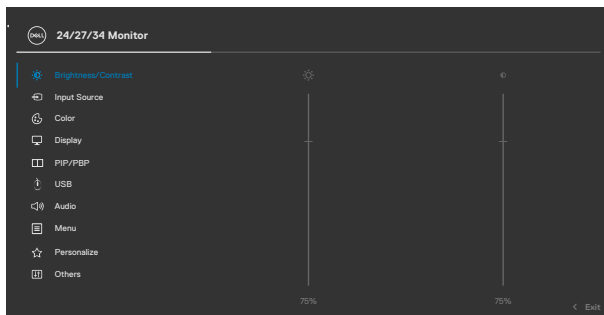 DELL 24/27/34 Monitor
Brightness/Contrast
Input Source
Color
Display
PIP/PBP
USB
Audio
Menu
Personalize
Others
75% 75%
Exit